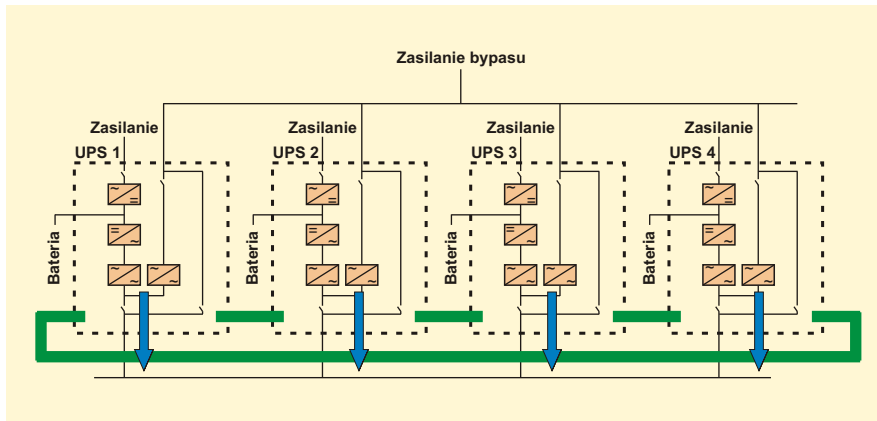 Zasilanie bypasu
Zasilanie
UPS 1
Bateria
Zasilanie
UPS 2
Bateria
Zasilanie
UPS 3
Bateria
Zasilanie
UPS 4
Bateria